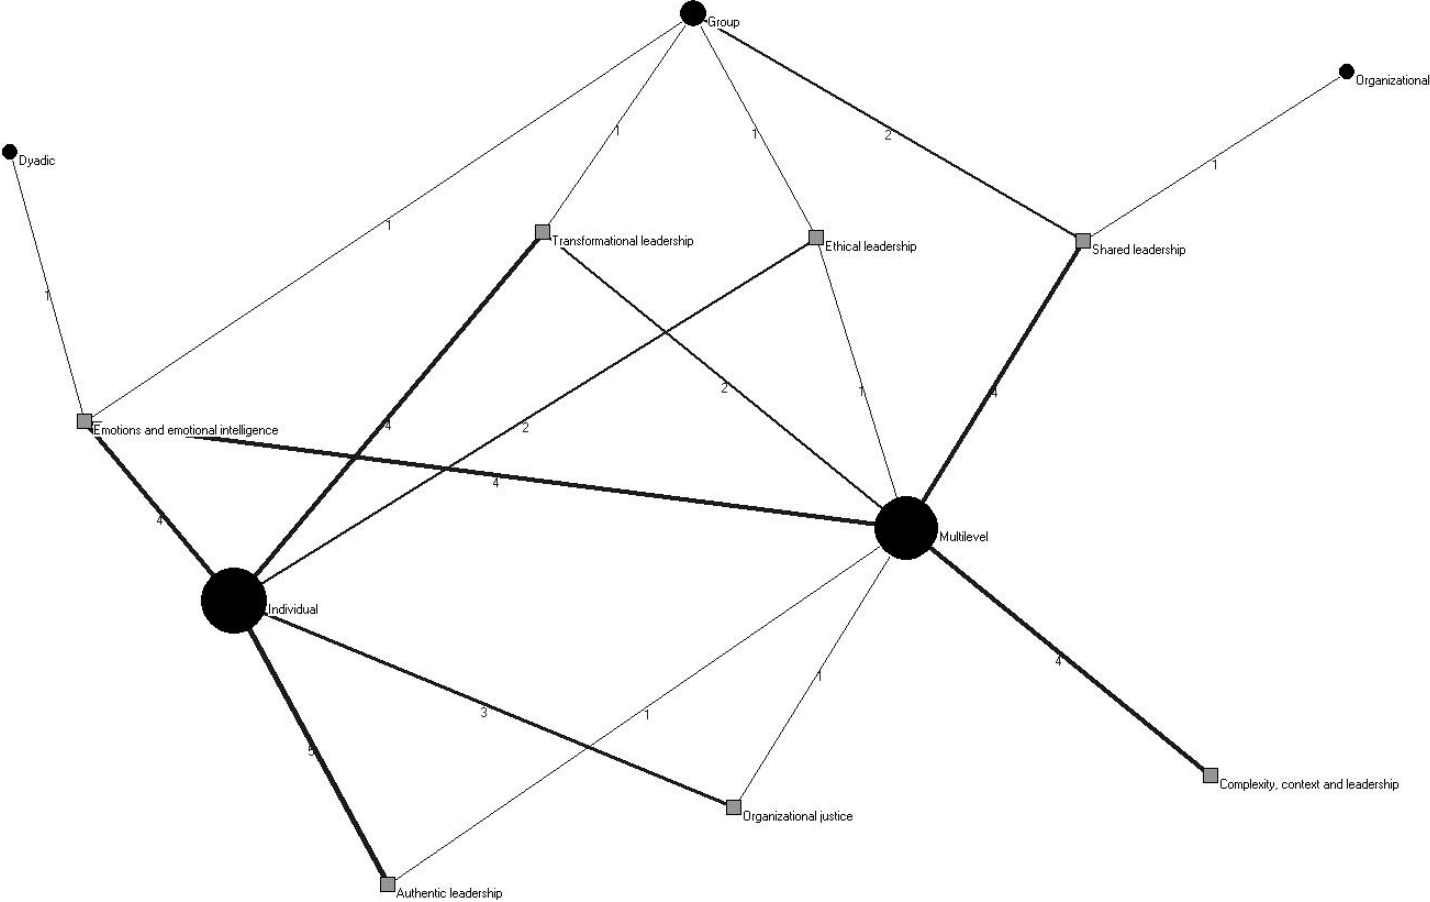 Group
Organizational
1
1
2
1
Dyadic
1
Transformational leadership
Ethical leadership
Shared leadership
1
2
1
4
4
2
Emotions and emotional intelligence
4
4
Multilevel
Individual
4
1
3
1
5
Complexity, context and leadership
Organizational justice
Authentic leadership